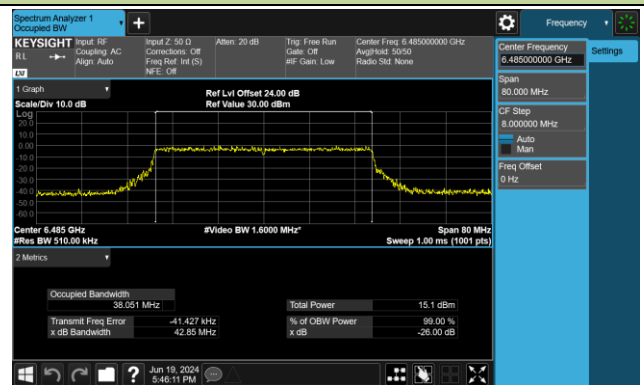 Spectrum Analyzer 1
Occupied BW
+
Frequency
KEYSIGHT
R L
LXI
Input: RF
Coupling: AC
Align: Auto
Input Z: 50 Ω
Corrections: Off
Freq Ref: Int (S)
NFE: Off
Atten: 20 dB
Trig: Free Run
Gate: Off
#IF Gain: Low
Center Freq: 6.485000000 GHz
Avg|Hold: 50/50
Radio Std: None
Center Frequency
6.485000000 GHz
Settings
Span
80.000 MHz
CF Step
8.000000 MHz
Auto
Man
Freq Offset
0 Hz
1 Graph
Scale/Div 10.0 dB
Ref Lvl Offset 24.00 dB
Ref Value 30.00 dBm
Log
20.0
10.0
0.00
-10.0
-20.0
-30.0
-40.0
-50.0
-60.0
Center 6.485 GHz
#Video BW 1.6000 MHz*
Span 80 MHz
#Res BW 510.00 kHz
Sweep 1.00 ms (1001 pts)
2 Metrics
Occupied Bandwidth
38.051 MHz
Total Power 15.1 dBm
Transmit Freq Error -41.427 kHz
% of OBW Power 99.00 %
x dB Bandwidth 42.85 MHz
x dB -26.00 dB
?
Jun 19, 2024
5:46:11 PM